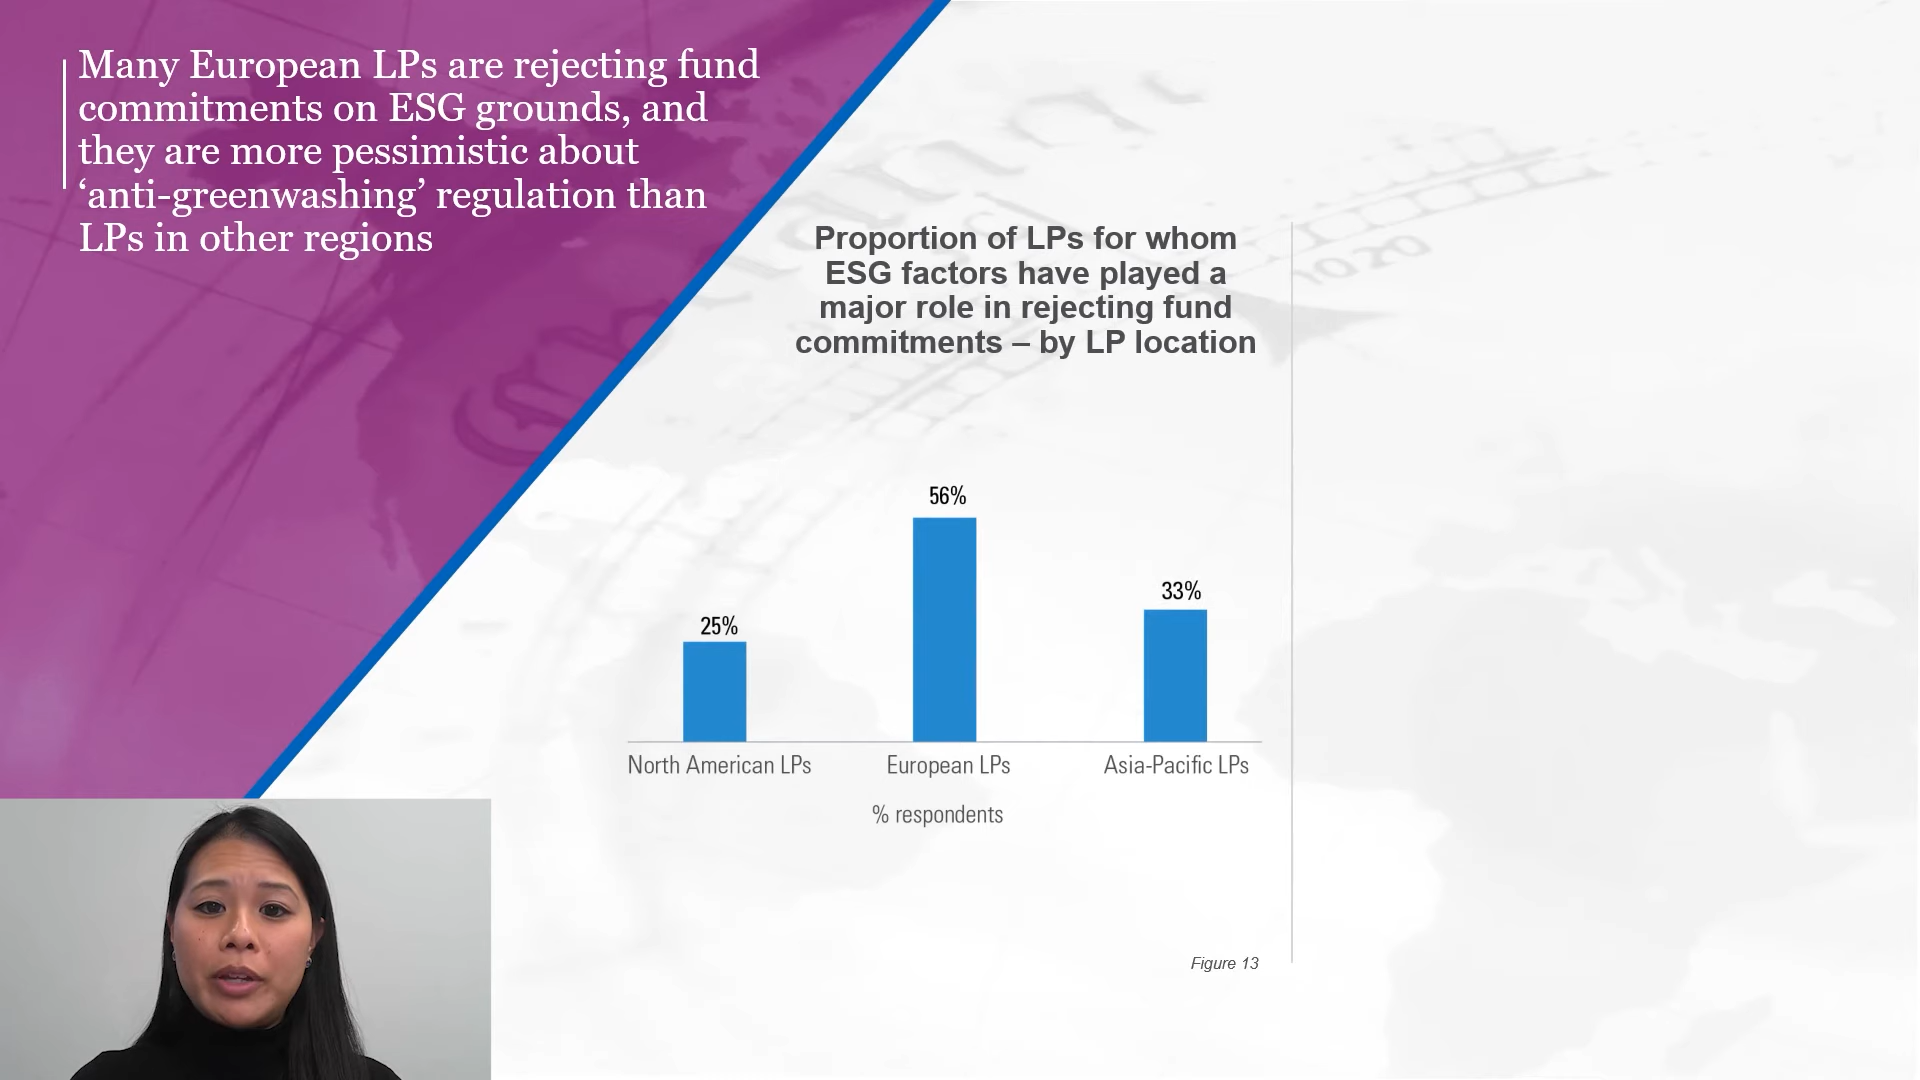 Many European LPs are rejecting fund
commitments on ESG grounds, and
they are more pessimistic about
‘anti-greenwashing’ regulation than
LPs in other regions
Proportion of LPs for whom
ESG factors have played a
major role in rejecting fund
commitments – by LP location
25%
56%
33%
North American LPs
European LPs
Asia-Pacific LPs
% respondents
Figure 13